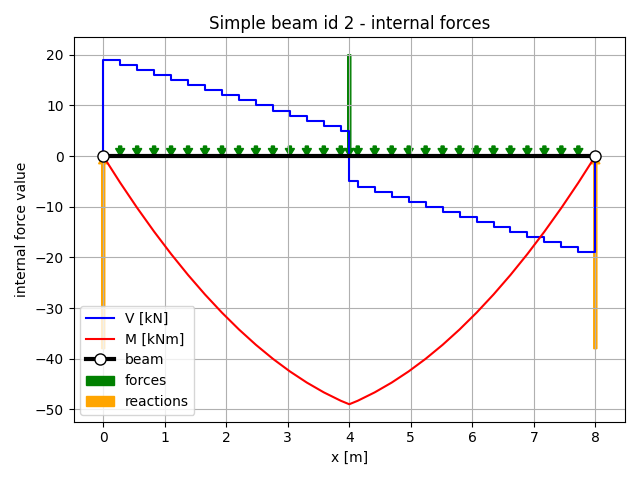 Simple beam id 2 - internal forces
internal force value
20
10
0
−10
−20
−30
−40
−50
V [kN]
M [kNm]
beam
forces
reactions
0 1 2 3 4 5 6 7 8
x [m]